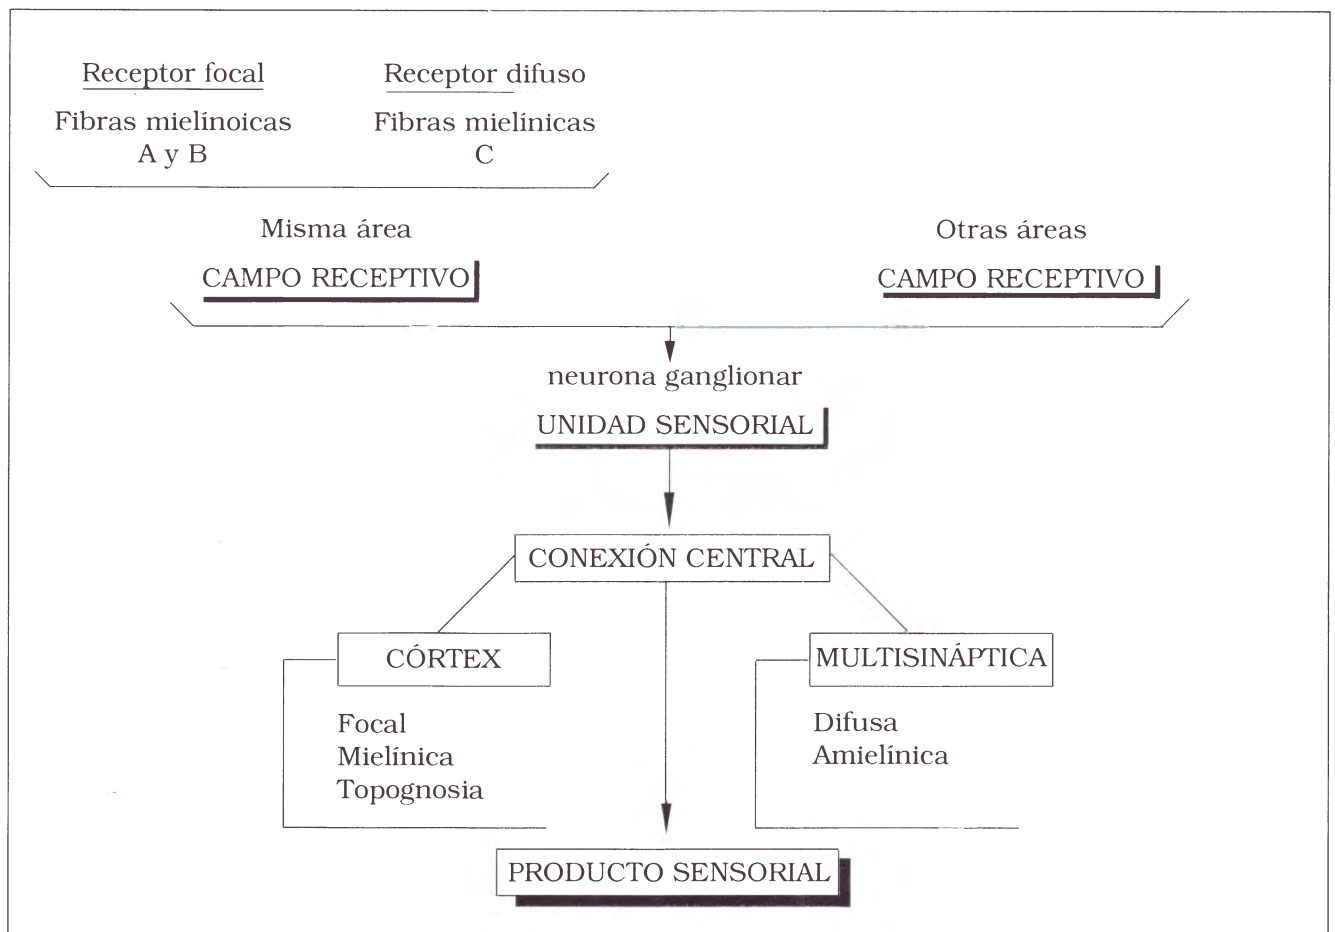 Receptor focal
Fibras mielínoicas
A y B
Receptor difuso
Fibras mielínicas
C
Misma área
CAMPO RECEPTIVO
Otras áreas
CAMPO RECEPTIVO
neurona ganglionar
UNIDAD SENSORIAL
CONEXIÓN CENTRAL
CÓRTEX
Focal
Mielínica
Topognosia
MULTISINÁPTICA
Difusa
Amielínica
PRODUCTO SENSORIAL